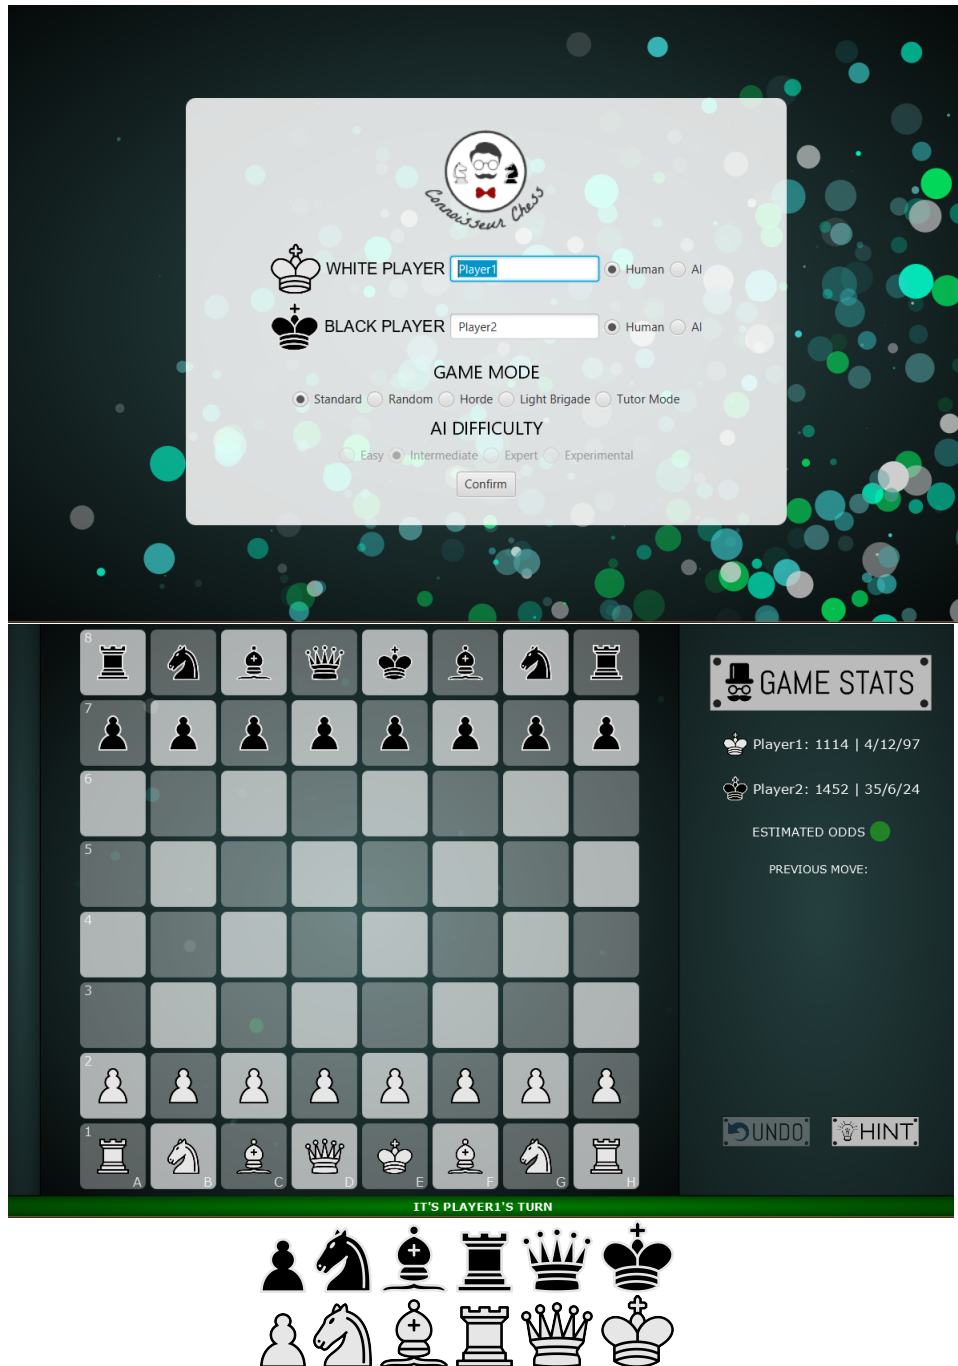 Connoisseur Chess
WHITE PLAYER Player1 Human AI
BLACK PLAYER Player2 Human AI
GAME MODE
Standard Random Horde Light Brigade Tutor Mode
AI DIFFICULTY
Easy Intermediate Expert Experimental
Confirm
8
7
6
5
4
3
2
1
A B C D E F G H
GAME STATS
Player1: 1114 | 4/12/97
Player2: 1452 | 35/6/24
ESTIMATED ODDS
PREVIOUS MOVE:
UNDO HINT
IT'S PLAYER1'S TURN